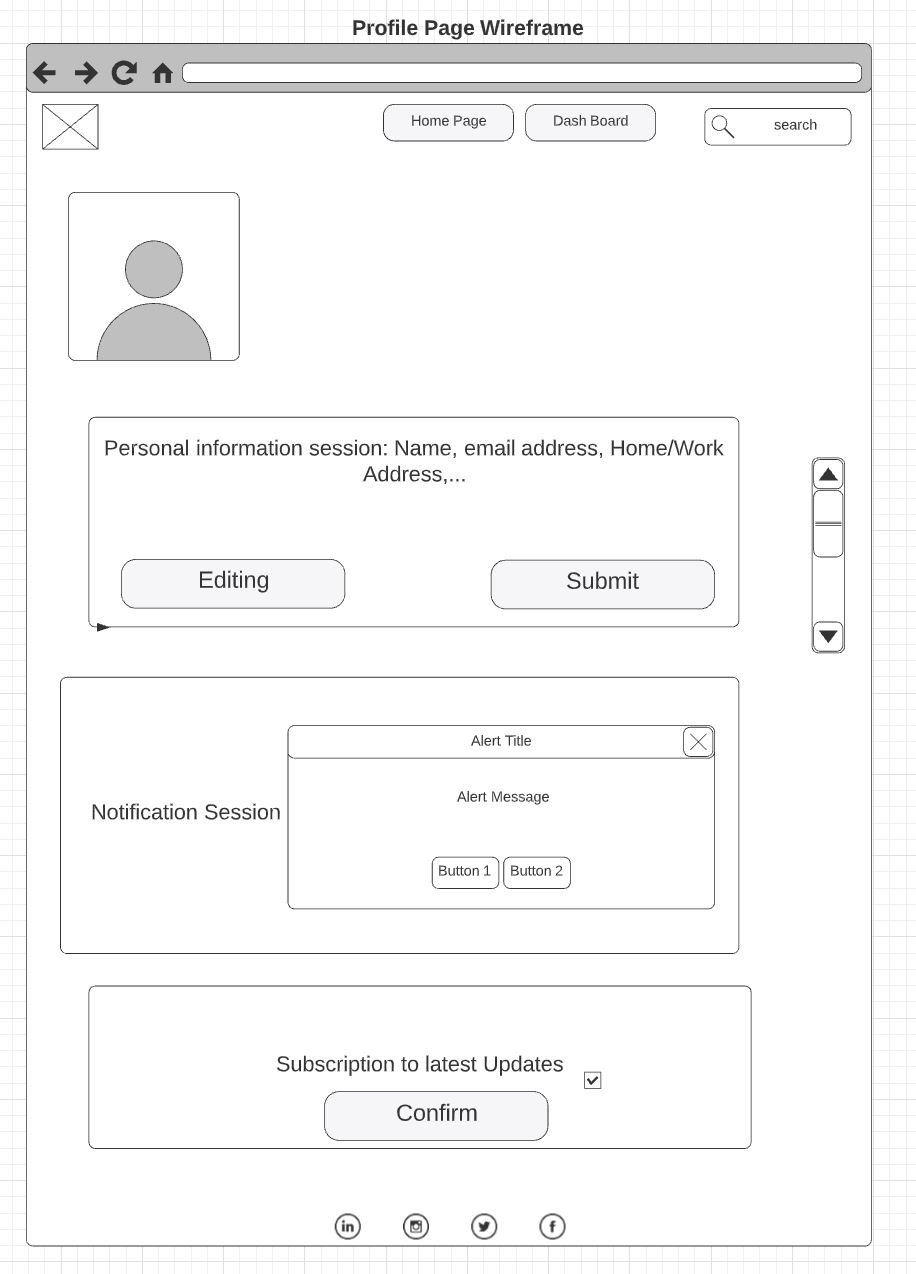 Profile Page Wireframe
Home Page
Dash Board
search
Personal information session: Name, email address, Home/Work
Address,...
Editing
Submit
Alert Title
Alert Message
Notification Session
Button 1
Button 2
Subscription to latest Updates
Confirm
in
f